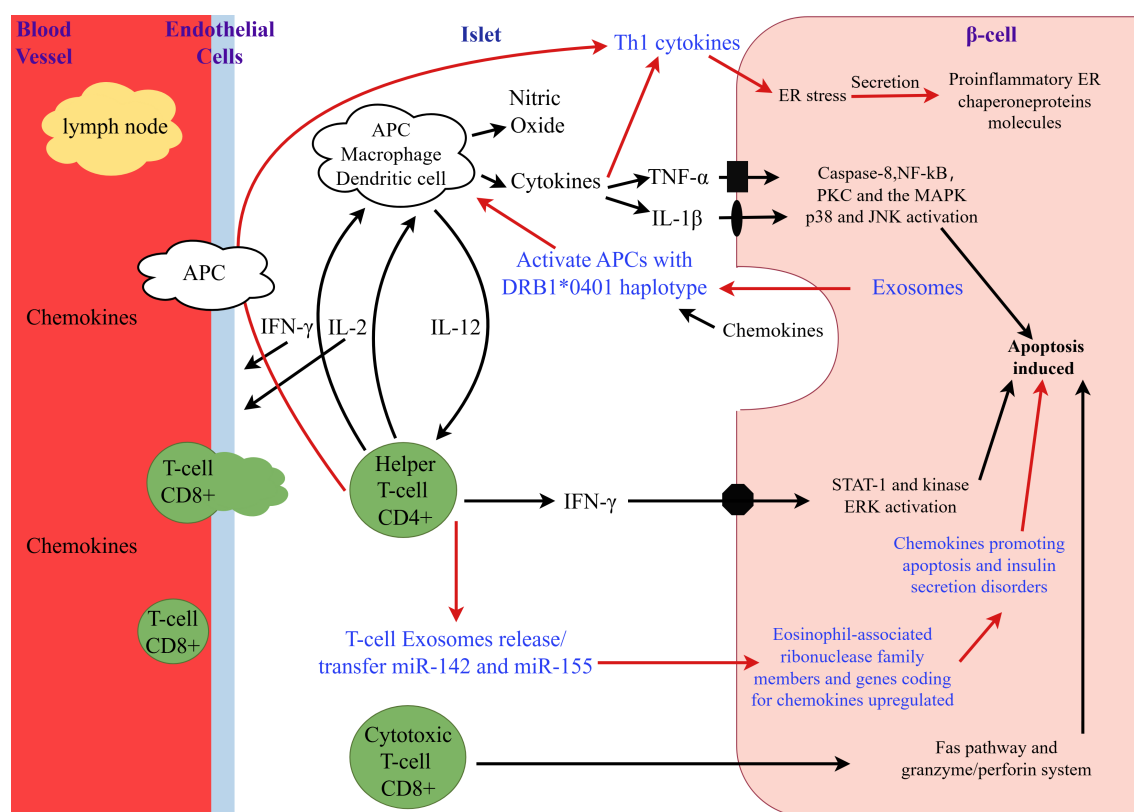 Blood
Vessel
Endothelial
Cells
Islet
β-cell
lymph node
Th1 cytokines
ER stress
Secretion
Proinflammatory ER
chaperoneproteins
molecules
APC
Macrophage
Dendritic cell
Nitric
Oxide
Cytokines
TNF-α
IL-1β
Caspase-8,NF-kB,
PKC and the MAPK
p38 and JNK activation
APC
Activate APCs with
DRB1*0401 haplotype
Exosomes
Chemokines
Chemokines
IFN-γ
IL-2
IL-12
Apoptosis
induced
T-cell
CD8+
Helper
T-cell
CD4+
IFN-γ
STAT-1 and kinase
ERK activation
Chemokines
Chemokines promoting
apoptosis and insulin
secretion disorders
T-cell
CD8+
T-cell Exosomes release/
transfer miR-142 and miR-155
Eosinophil-associated
ribonuclease family
members and genes coding
for chemokines upregulated
Cytotoxic
T-cell
CD8+
Fas pathway and
granzyme/perforin system